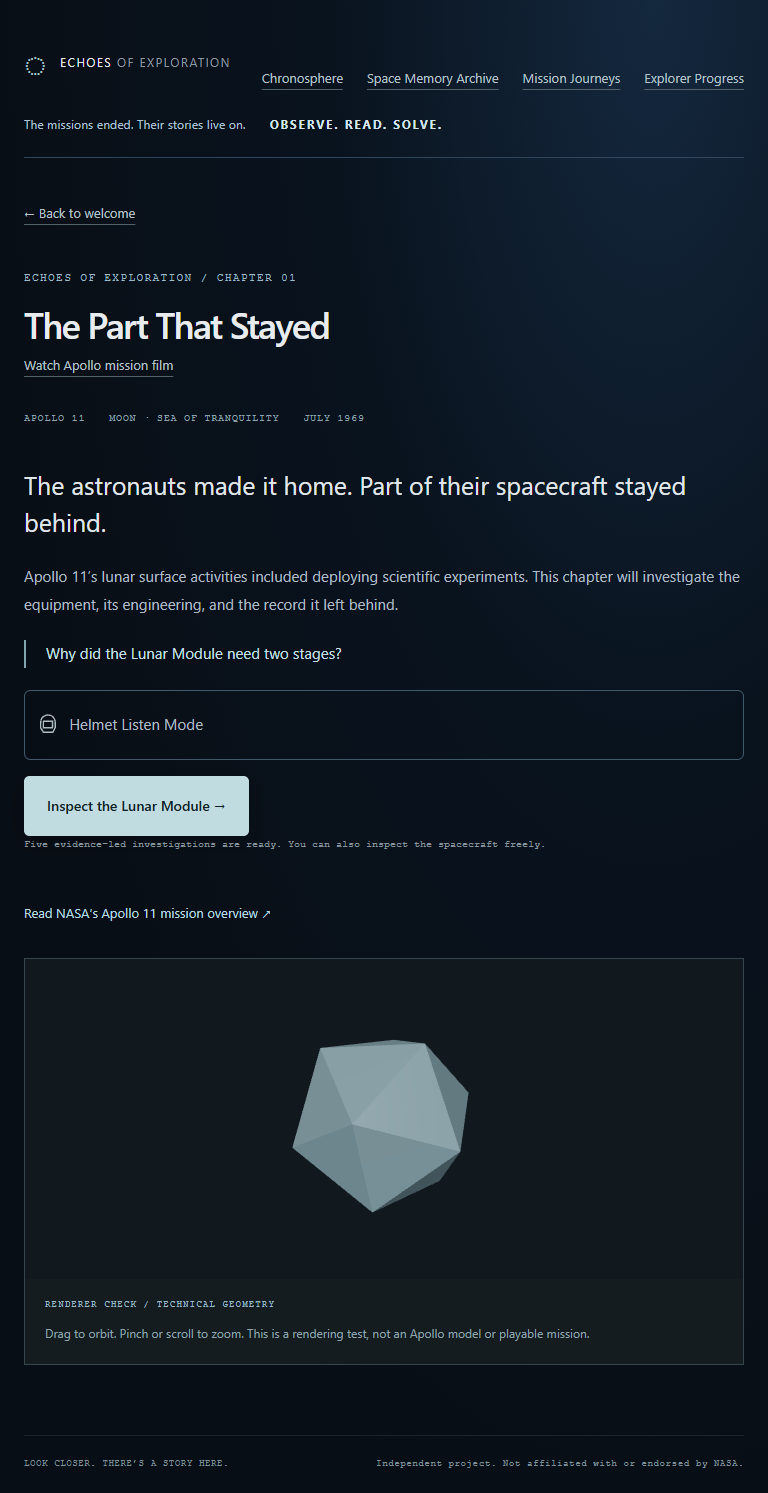 ECHOES OF EXPLORATION
Chronosphere
Space Memory Archive
Mission Journeys
Explorer Progress
The missions ended. Their stories live on.
OBSERVE. READ. SOLVE.
← Back to welcome
ECHOES OF EXPLORATION / CHAPTER 01
The Part That Stayed
Watch Apollo mission film
APOLLO 11
MOON · SEA OF TRANQUILITY
JULY 1969
The astronauts made it home. Part of their spacecraft stayed
behind.
Apollo 11’s lunar surface activities included deploying scientific experiments. This chapter will investigate the
equipment, its engineering, and the record it left behind.
Why did the Lunar Module need two stages?
Helmet Listen Mode
Inspect the Lunar Module →
Five evidence-led investigations are ready. You can also inspect the spacecraft freely.
Read NASA’s Apollo 11 mission overview ↗
RENDERER CHECK / TECHNICAL GEOMETRY
Drag to orbit. Pinch or scroll to zoom. This is a rendering test, not an Apollo model or playable mission.
LOOK CLOSER. THERE’S A STORY HERE.
Independent project. Not affiliated with or endorsed by NASA.